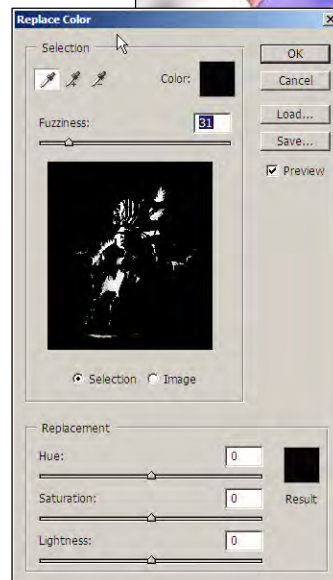 Replace Color
Selection
OK
Color:
Cancel
Fuzziness:
31
Load...
Save...
Preview
Selection Image
Replacement
Hue: 0
Saturation: 0
Result
Lightness: 0